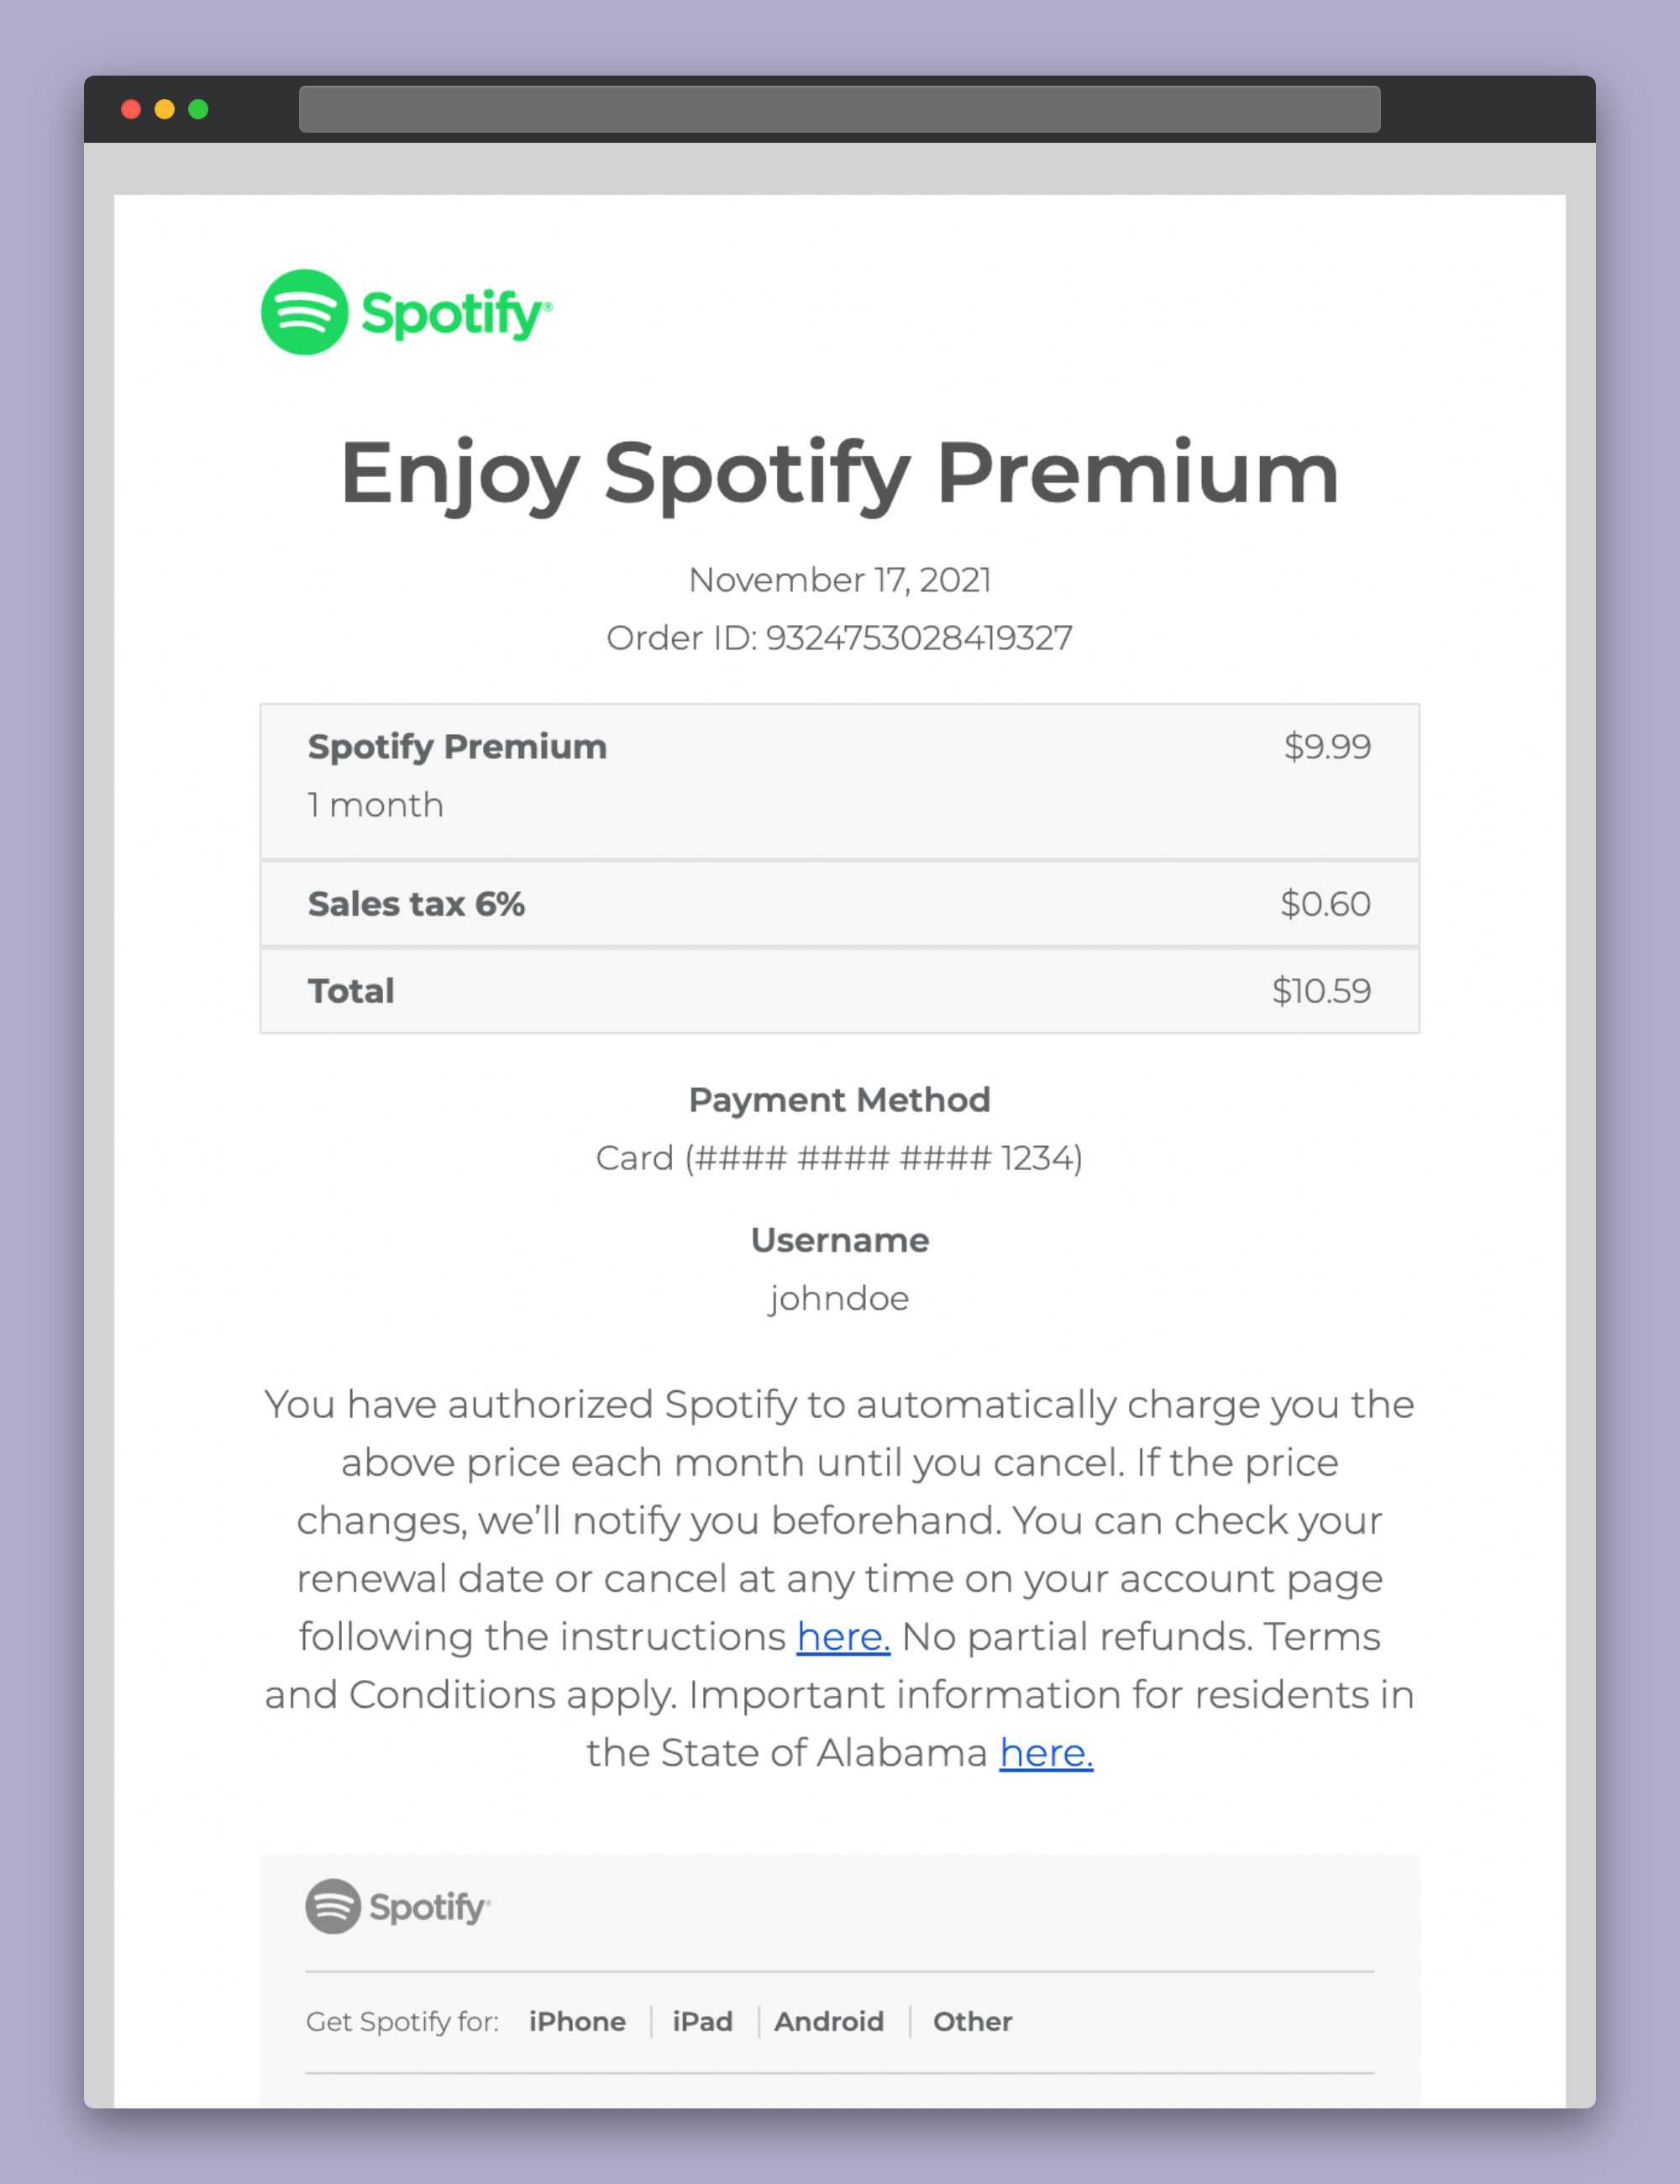 Spotify®
Enjoy Spotify Premium
November 17, 2021
Order ID: 9324753028419327
Spotify Premium $9.99
1 month
Sales tax 6% $0.60
Total $10.59
Payment Method
Card (#### #### #### 1234)
Username
johndoe
You have authorized Spotify to automatically charge you the
above price each month until you cancel. If the price
changes, we’ll notify you beforehand. You can check your
renewal date or cancel at any time on your account page
following the instructions here. No partial refunds. Terms
and Conditions apply. Important information for residents in
the State of Alabama here.
Spotify®
Get Spotify for: iPhone | iPad | Android | Other